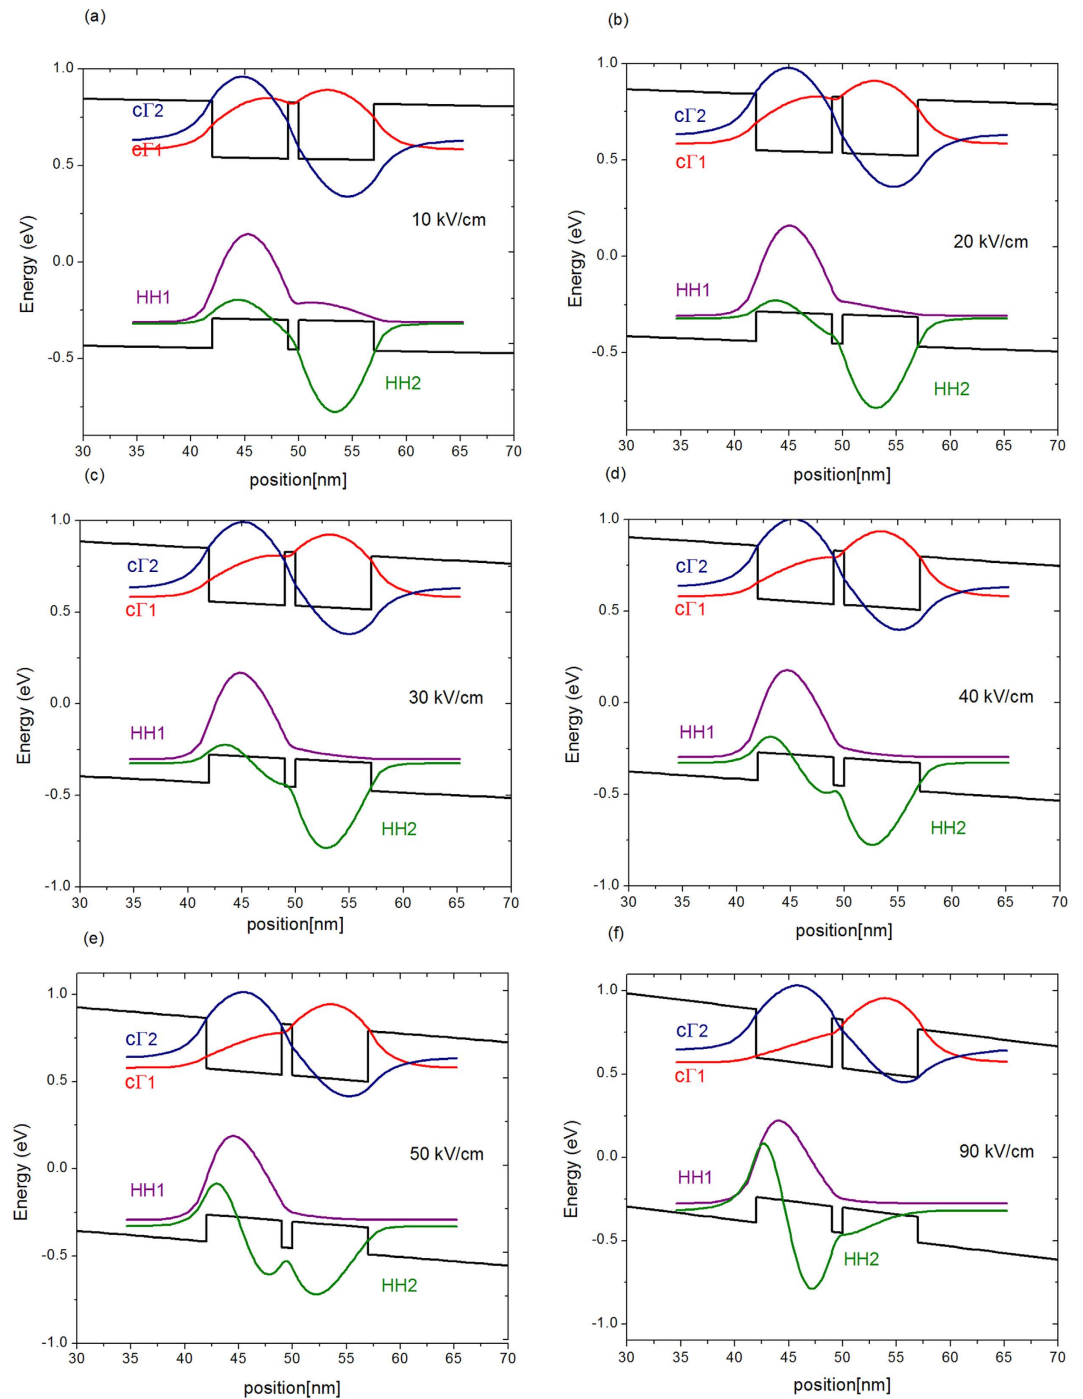 (a)
1.0
0.5
0.0
-0.5
Energy (eV)
cΓ2
cΓ1
10 kV/cm
HH1
HH2
30 35 40 45 50 55 60 65 70
position[nm]
(b)
1.0
0.5
0.0
-0.5
Energy (eV)
cΓ2
cΓ1
20 kV/cm
HH1
HH2
30 35 40 45 50 55 60 65 70
position[nm]
(c)
1.0
0.5
0.0
-0.5
-1.0
Energy (eV)
cΓ2
cΓ1
30 kV/cm
HH1
HH2
30 35 40 45 50 55 60 65 70
position[nm]
(d)
1.0
0.5
0.0
-0.5
-1.0
Energy (eV)
cΓ2
cΓ1
40 kV/cm
HH1
HH2
30 35 40 45 50 55 60 65 70
position[nm]
(e)
1.0
0.5
0.0
-0.5
-1.0
Energy (eV)
cΓ2
cΓ1
50 kV/cm
HH1
HH2
30 35 40 45 50 55 60 65 70
position[nm]
(f)
1.0
0.5
0.0
-0.5
-1.0
Energy (eV)
cΓ2
cΓ1
90 kV/cm
HH1
HH2
30 35 40 45 50 55 60 65 70
position[nm]